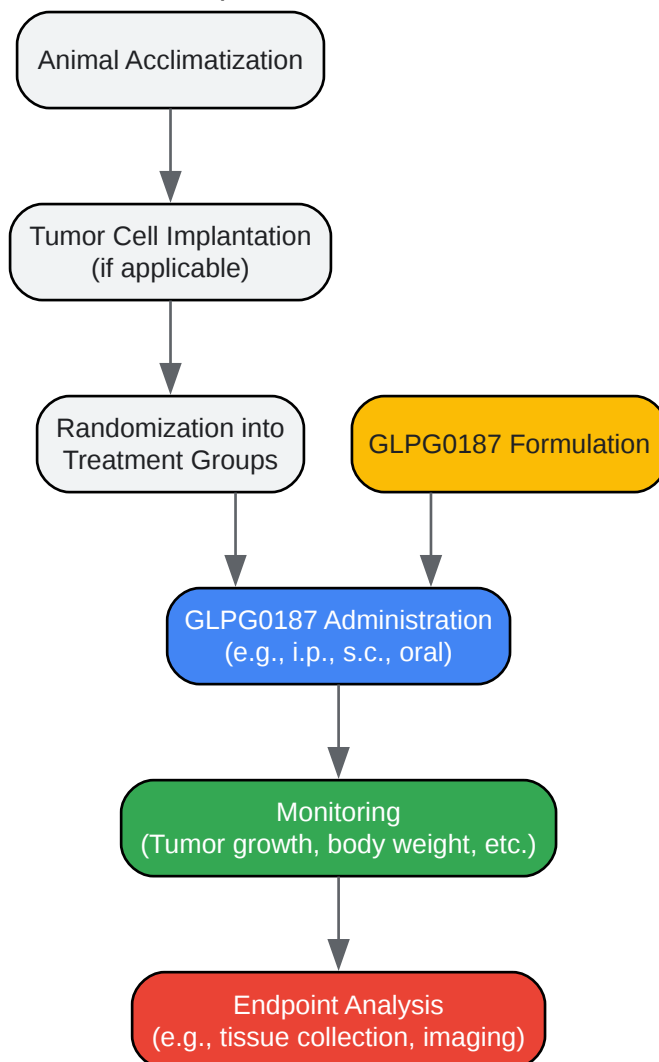 Animal Acclimatization
Tumor Cell Implantation
(if applicable)
Randomization into
Treatment Groups
GLPG0187 Formulation
GLPG0187 Administration
(e.g., i.p., s.c., oral)
Monitoring
(Tumor growth, body weight, etc.)
Endpoint Analysis
(e.g., tissue collection, imaging)